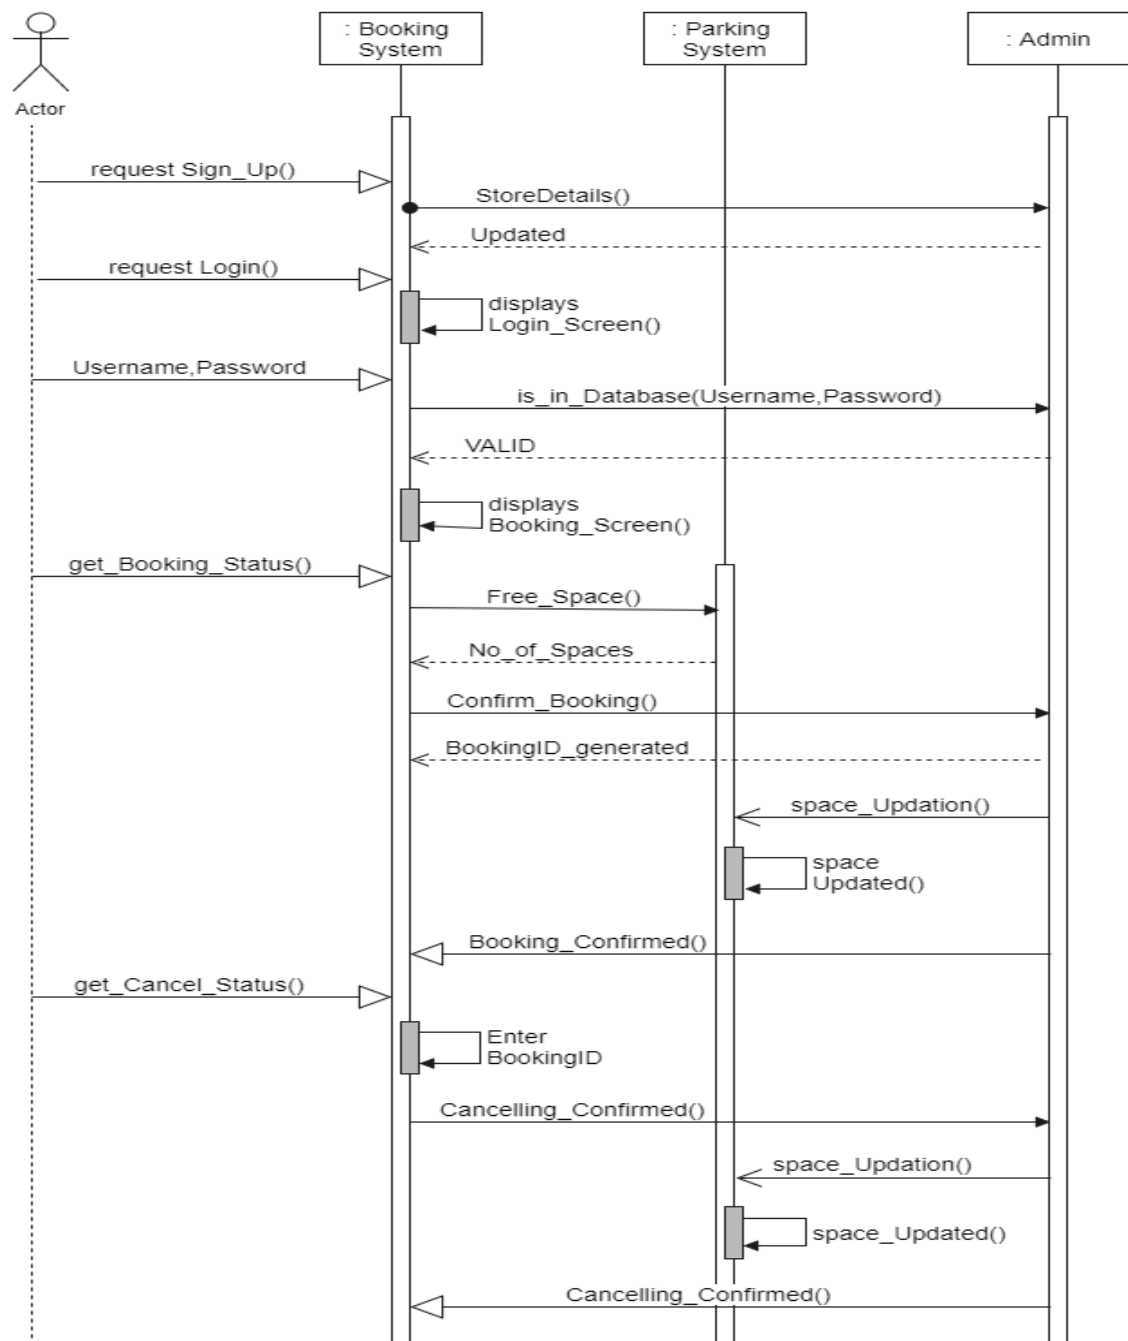 : Booking
System
: Parking
System
: Admin
Actor
request Sign_Up()
StoreDetails()
Updated
request Login()
displays
Login_Screen()
Username,Password
is_in_Database(Username,Password)
VALID
displays
Booking_Screen()
get_Booking_Status()
Free_Space()
No_of_Spaces
Confirm_Booking()
BookingID_generated
space_Updation()
space
Updated()
Booking_Confirmed()
get_Cancel_Status()
Enter
BookingID
Cancelling_Confirmed()
space_Updation()
space_Updated()
Cancelling_Confirmed()